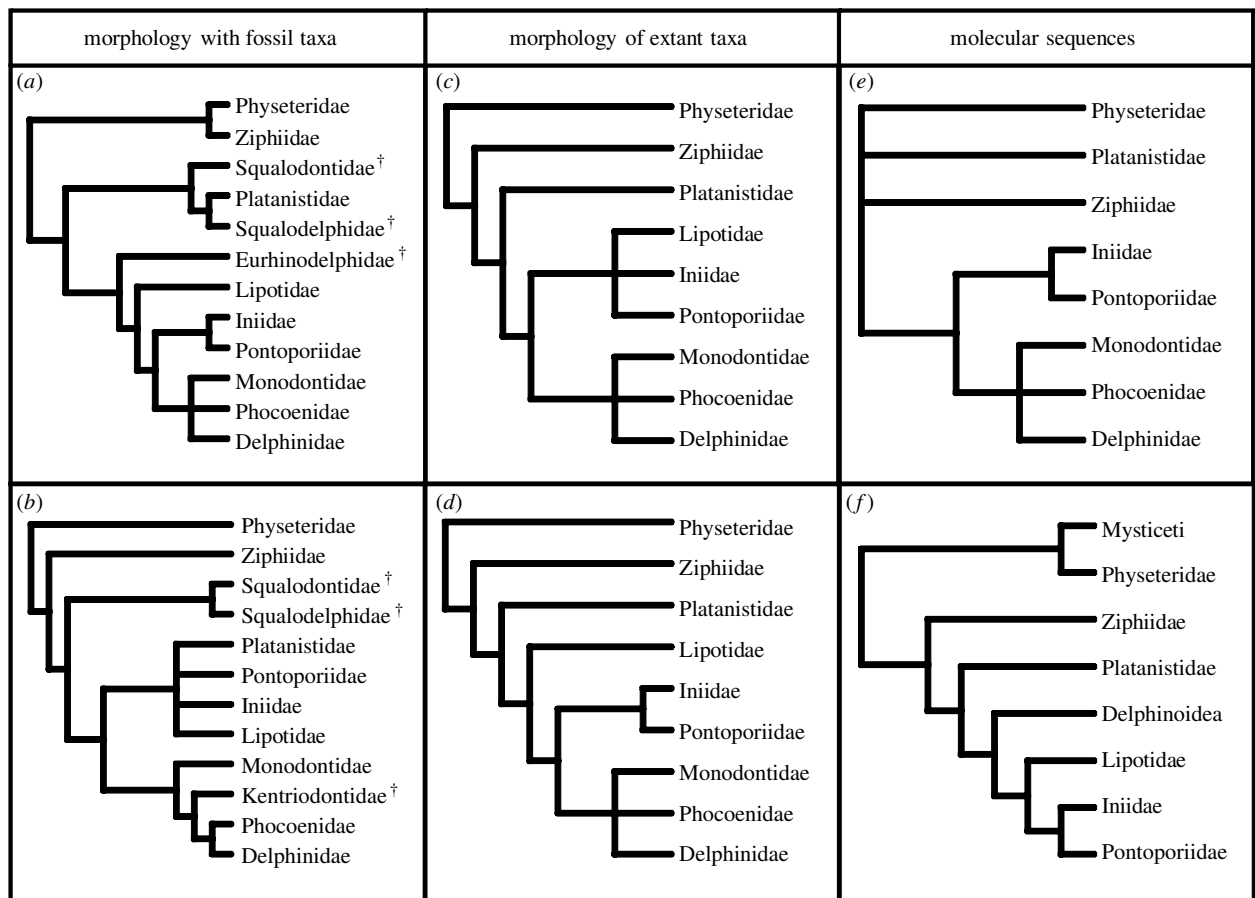 morphology with fossil taxa
morphology of extant taxa
molecular sequences
(a)
Physeteridae
Ziphiidae
Squalodontidae†
Platanistidae
Squalodelphidae†
Eurhinodelphidae†
Lipotidae
Iniidae
Pontoporiidae
Monodontidae
Phocoenidae
Delphinidae
(c)
Physeteridae
Ziphiidae
Platanistidae
Lipotidae
Iniidae
Pontoporiidae
Monodontidae
Phocoenidae
Delphinidae
(e)
Physeteridae
Platanistidae
Ziphiidae
Iniidae
Pontoporiidae
Monodontidae
Phocoenidae
Delphinidae
(b)
Physeteridae
Ziphiidae
Squalodontidae†
Squalodelphidae†
Platanistidae
Pontoporiidae
Iniidae
Lipotidae
Monodontidae
Kentriodontidae†
Phocoenidae
Delphinidae
(d)
Physeteridae
Ziphiidae
Platanistidae
Lipotidae
Iniidae
Pontoporiidae
Monodontidae
Phocoenidae
Delphinidae
(f)
Mysticeti
Physeteridae
Ziphiidae
Platanistidae
Delphinoidea
Lipotidae
Iniidae
Pontoporiidae